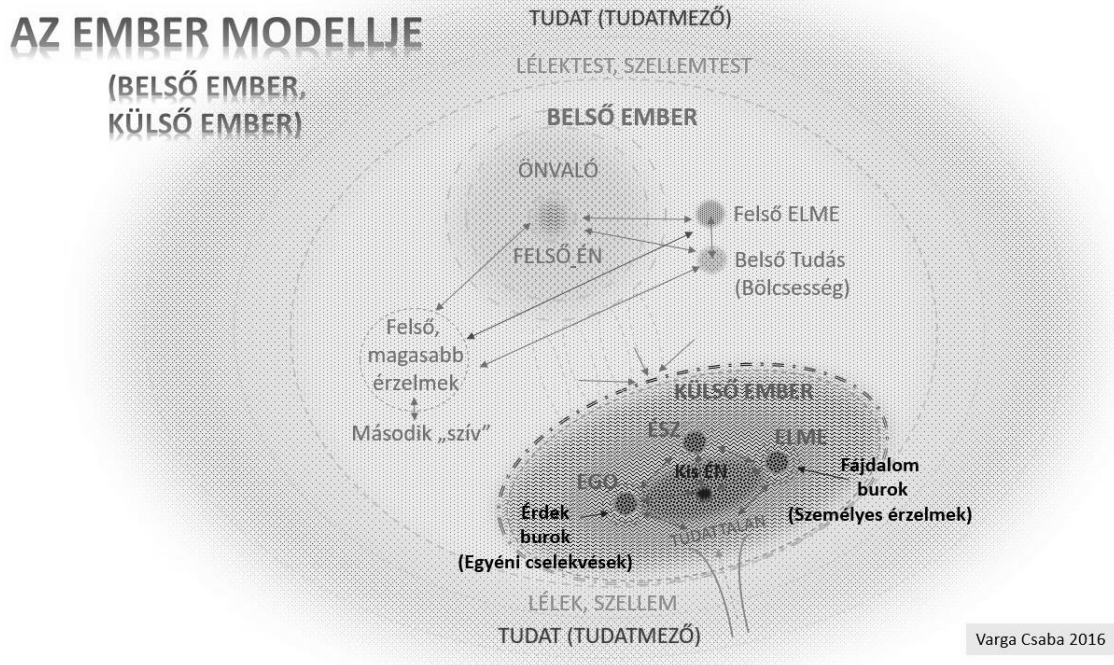 AZ EMBER MODELLJE
(BELSŐ EMBER,
KÜLSŐ EMBER)
TUDAT (TUDATMEZŐ)
LÉLEKTEST, SZELLEMTEST
BELSŐ EMBER
ÖNVALÓ
FELSŐ_ÉN
Felső ELME
Belső Tudás
(Bölcsesség)
Felső,
magasabb
érzelmek
Második „szív”
KÜLSŐ EMBER
ÉSZ
ELME
Kis ÉN
EGO
Fájdalom
burok
(Személyes érzelmek)
Érdek
burok
(Egyéni cselekvések)
TUDATTALAN
LÉLEK, SZELLEM
TUDAT (TUDATMEZŐ)
Varga Csaba 2016